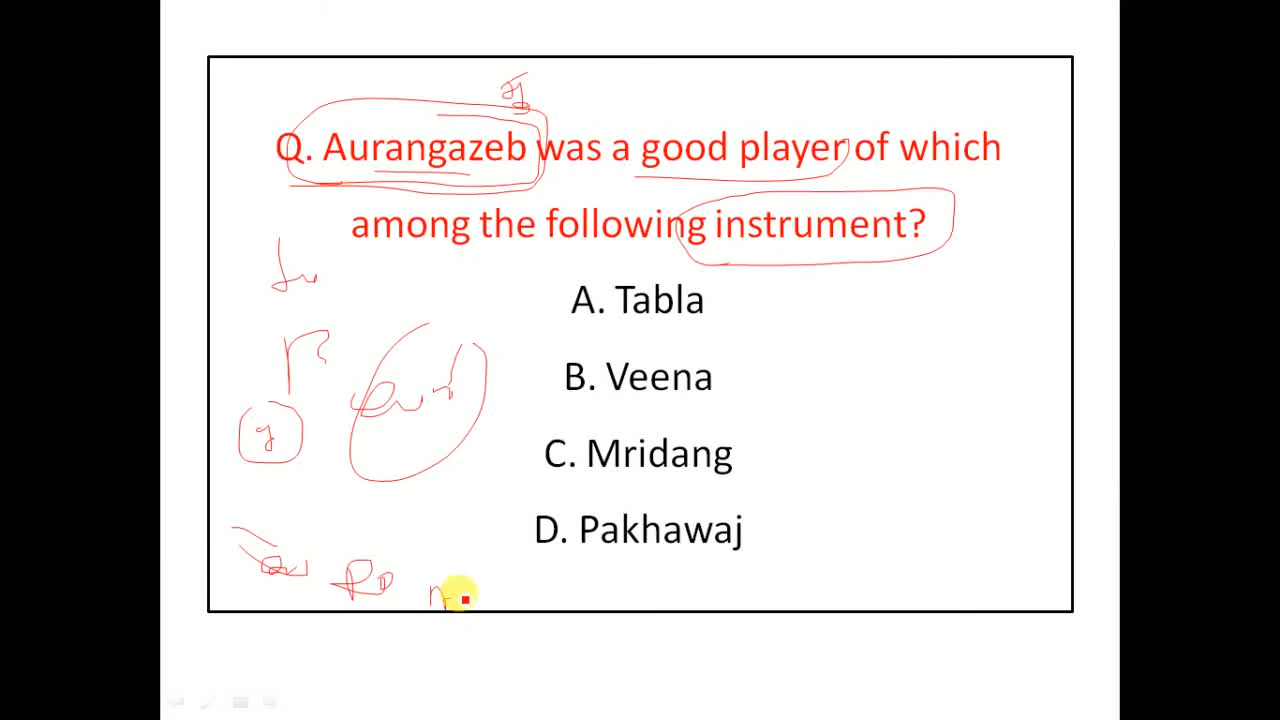 Q. Aurangazeb was a good player of which
among the following instrument?
A. Tabla
B. Veena
C. Mridang
D. Pakhawaj